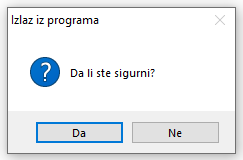 Izlaz iz programa
Da li ste sigurni?
Da
Ne